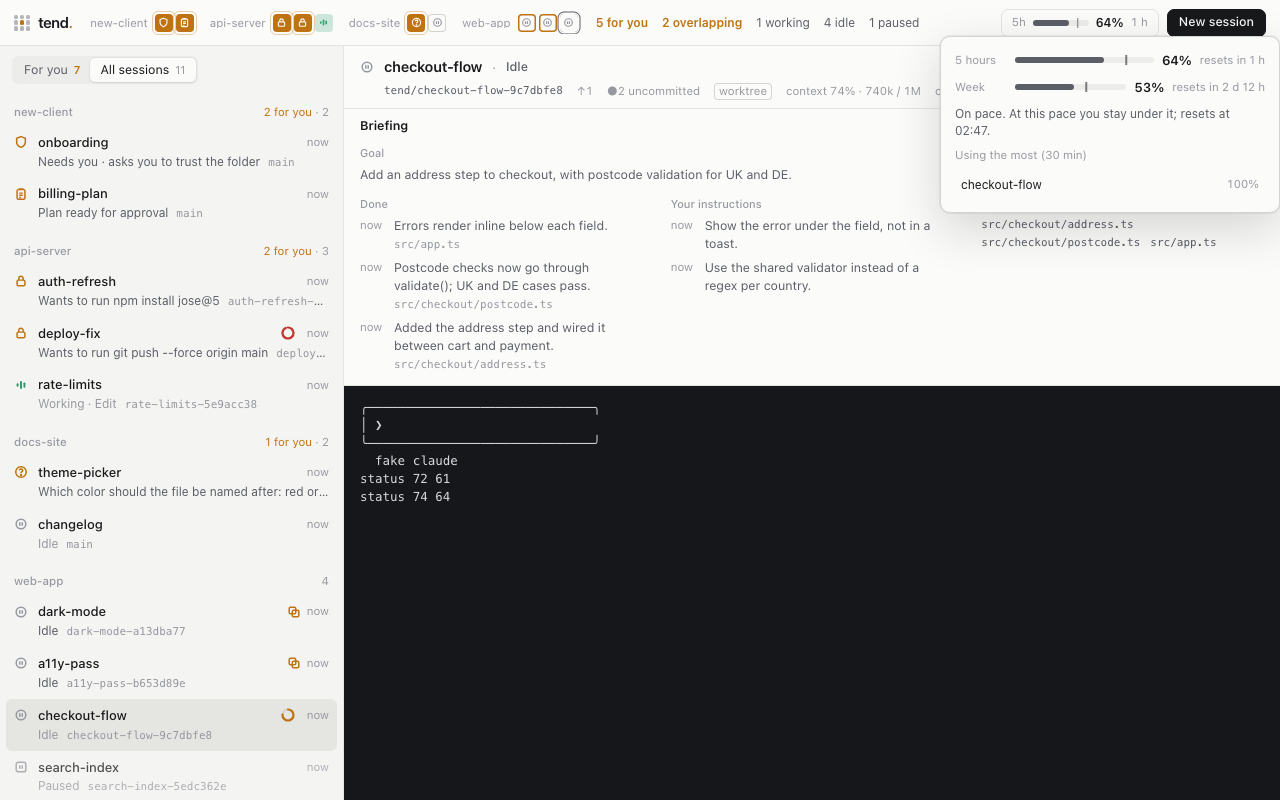 tend. new-client api-server docs-site web-app 5 for you 2 overlapping 1 working 4 idle 1 paused 5h 64% 1 h New session
For you 7 All sessions 11
new-client 2 for you · 2
onboarding now
Needs you · asks you to trust the folder main
billing-plan now
Plan ready for approval main
api-server 2 for you · 3
auth-refresh now
Wants to run npm install jose@5 auth-refresh-…
deploy-fix now
Wants to run git push --force origin main deploy…
rate-limits now
Working · Edit rate-limits-5e9acc38
docs-site 1 for you · 2
theme-picker now
Which color should the file be named after: red or…
changelog now
Idle main
web-app 4
dark-mode now
Idle dark-mode-a13dba77
a11y-pass now
Idle a11y-pass-b653d89e
checkout-flow now
Idle checkout-flow-9c7dbfe8
search-index now
Paused search-index-5edc362e
checkout-flow · Idle
tend/checkout-flow-9c7dbfe8 ↑1 ●2 uncommitted worktree context 74% · 740k / 1M
5 hours 64% resets in 1 h
Week 53% resets in 2 d 12 h
On pace. At this pace you stay under it; resets at
02:47.
Using the most (30 min)
checkout-flow 100%
Briefing
Goal
Add an address step to checkout, with postcode validation for UK and DE.
Done
now Errors render inline below each field.
src/app.ts
now Postcode checks now go through
validate(); UK and DE cases pass.
src/checkout/postcode.ts
now Added the address step and wired it
between cart and payment.
src/checkout/address.ts
Your instructions
now Show the error under the field, not in a
toast.
now Use the shared validator instead of a
regex per country.
src/checkout/address.ts
src/checkout/postcode.ts src/app.ts
❯
fake claude
status 72 61
status 74 64